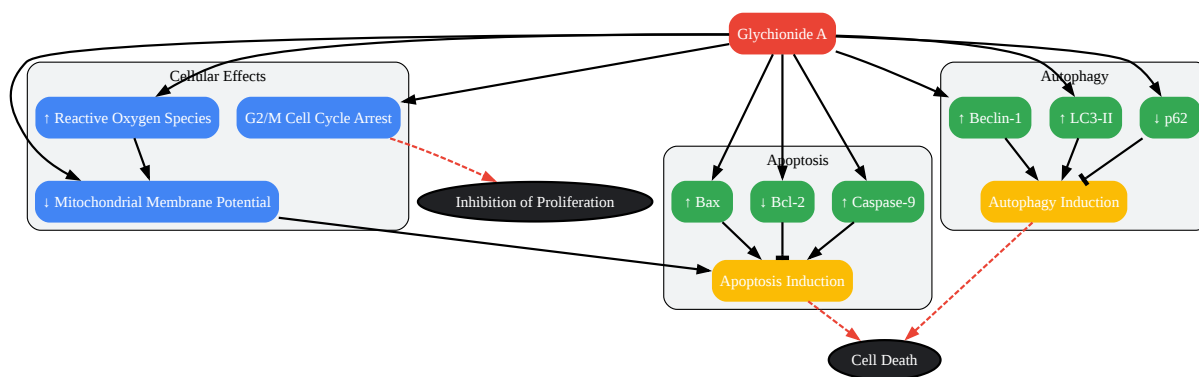 Glychionide A
Cellular Effects
Autophagy
↑ Reactive Oxygen Species
G2/M Cell Cycle Arrest
↑ Beclin-1
↑ LC3-II
↓ p62
Apoptosis
↓ Mitochondrial Membrane Potential
Inhibition of Proliferation
↑ Bax
↓ Bcl-2
↑ Caspase-9
Autophagy Induction
Apoptosis Induction
Cell Death